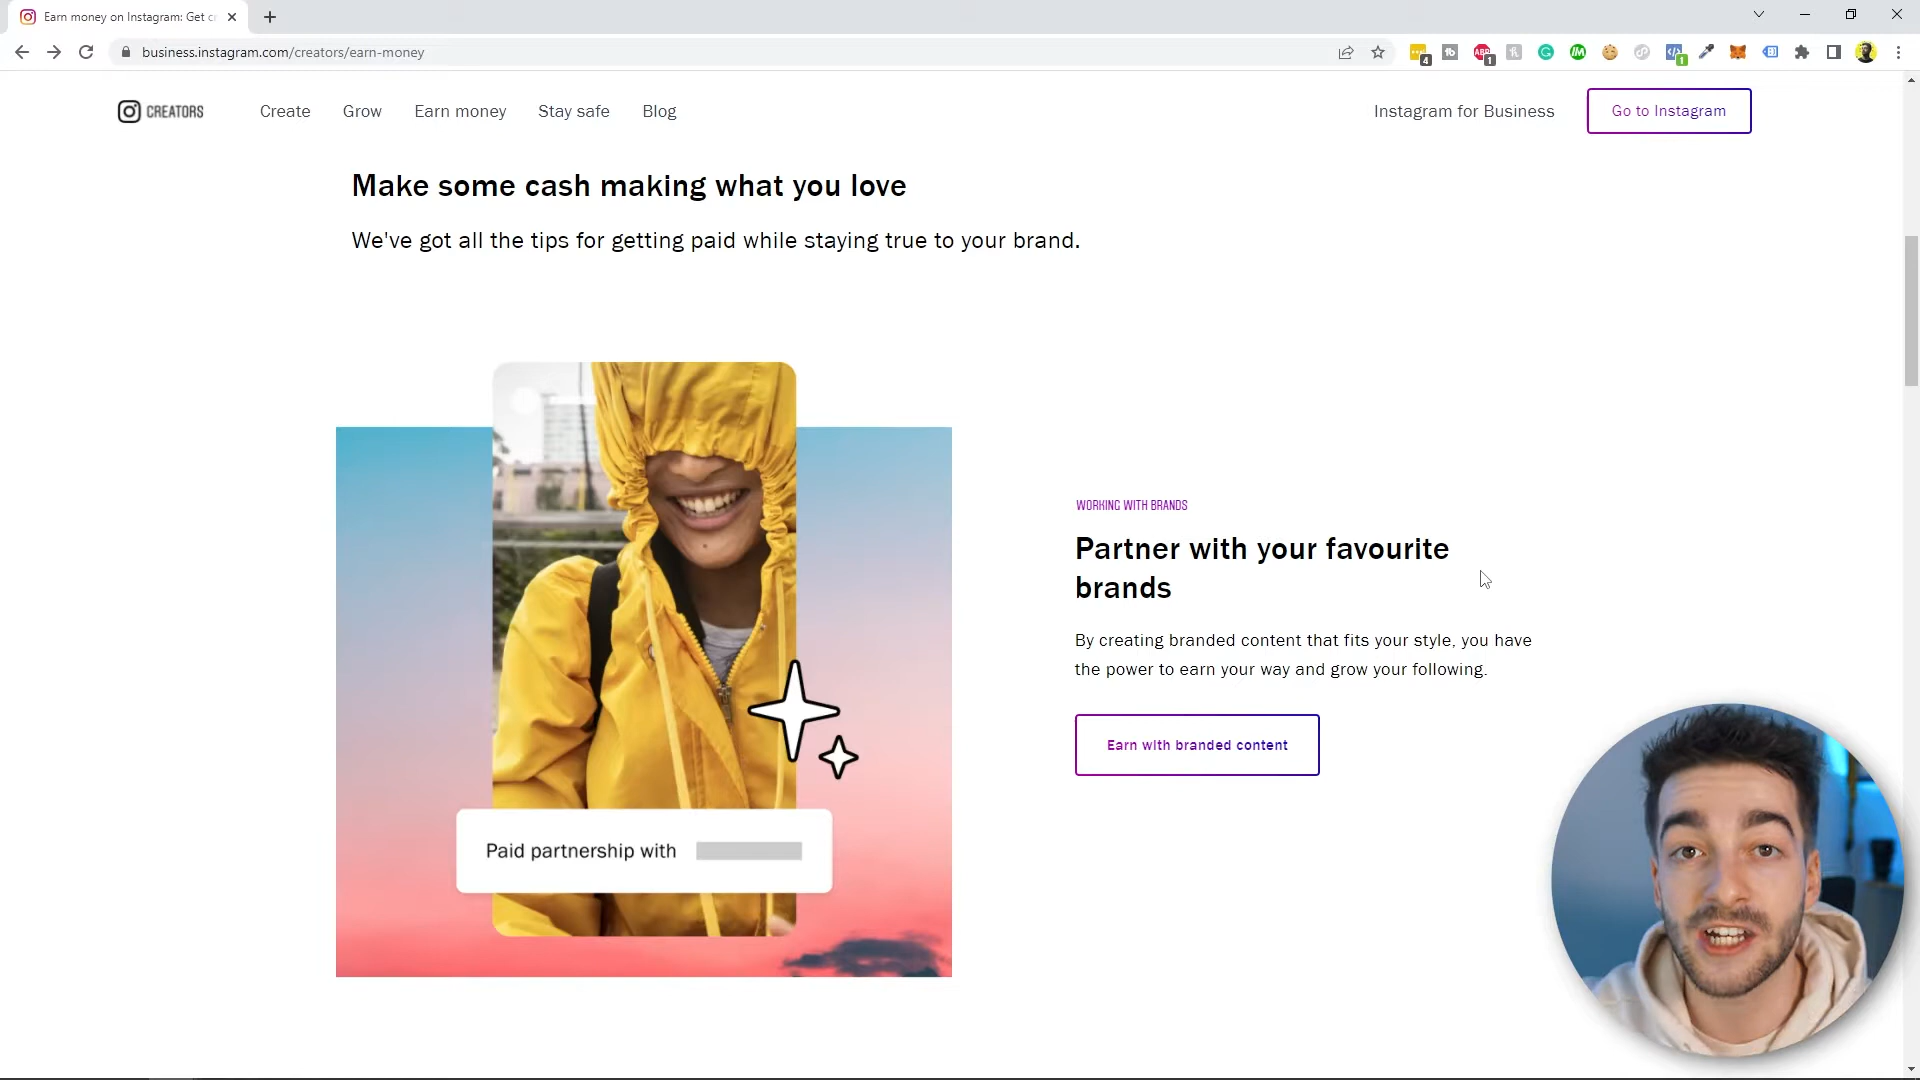 Earn money on Instagram: Get cr
business.instagram.com/creators/earn-money
4
1
1
CREATORS
Create
Grow
Earn money
Stay safe
Blog
Instagram for Business
Go to Instagram
Make some cash making what you love
We've got all the tips for getting paid while staying true to your brand.
WORKING WITH BRANDS
Partner with your favourite
brands
By creating branded content that fits your style, you have
the power to earn your way and grow your following.
Earn with branded content
Paid partnership with